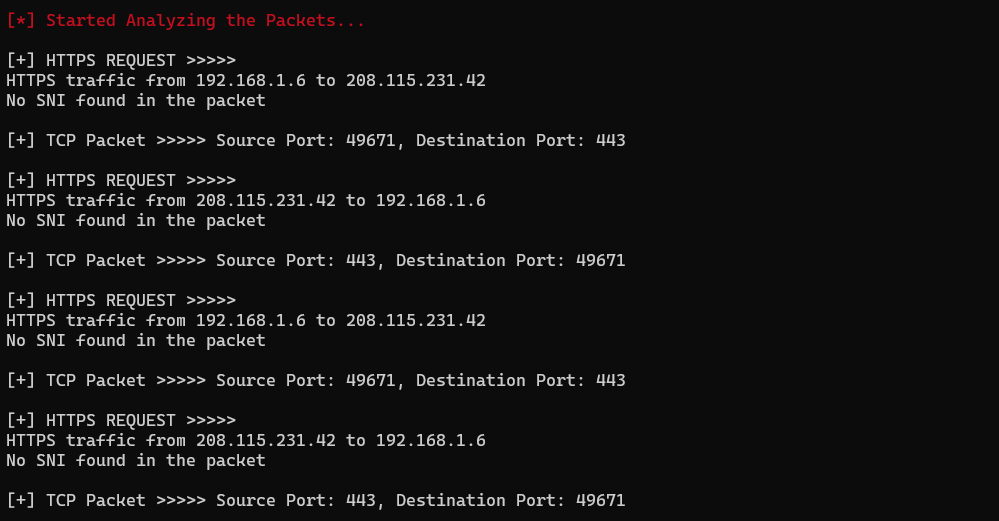 [*] Started Analyzing the Packets...
[+] HTTPS REQUEST >>>>>
HTTPS traffic from 192.168.1.6 to 208.115.231.42
No SNI found in the packet
[+] TCP Packet >>>>> Source Port: 49671, Destination Port: 443
[+] HTTPS REQUEST >>>>>
HTTPS traffic from 208.115.231.42 to 192.168.1.6
No SNI found in the packet
[+] TCP Packet >>>>> Source Port: 443, Destination Port: 49671
[+] HTTPS REQUEST >>>>>
HTTPS traffic from 192.168.1.6 to 208.115.231.42
No SNI found in the packet
[+] TCP Packet >>>>> Source Port: 49671, Destination Port: 443
[+] HTTPS REQUEST >>>>>
HTTPS traffic from 208.115.231.42 to 192.168.1.6
No SNI found in the packet
[+] TCP Packet >>>>> Source Port: 443, Destination Port: 49671